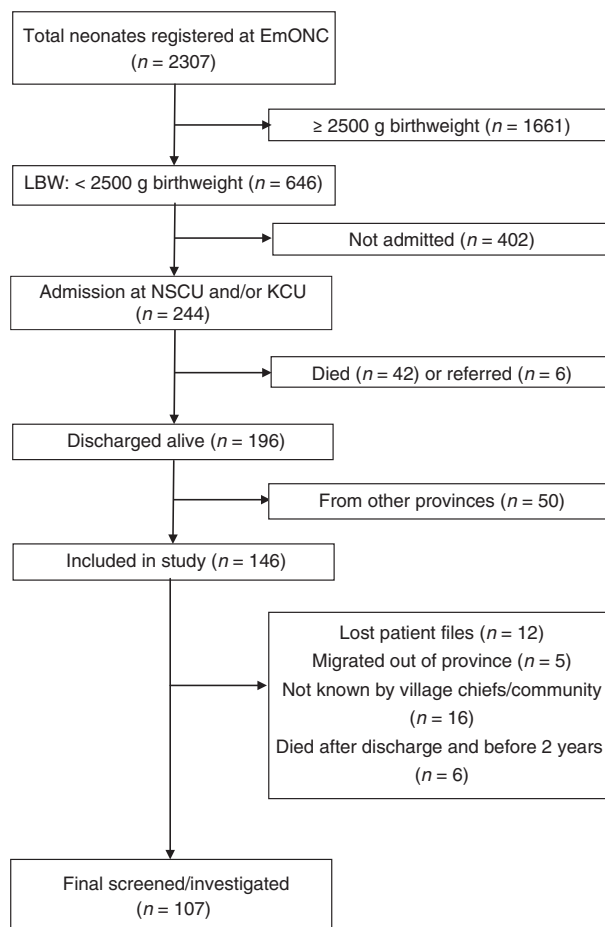 Total neonates registered at EmONC
(n = 2307)
≥ 2500 g birthweight (n = 1661)
LBW: < 2500 g birthweight (n = 646)
Not admitted (n = 402)
Admission at NSCU and/or KCU
(n = 244)
Died (n = 42) or referred (n = 6)
Discharged alive (n = 196)
From other provinces (n = 50)
Included in study (n = 146)
Lost patient files (n = 12)
Migrated out of province (n = 5)
Not known by village chiefs/community
(n = 16)
Died after discharge and before 2 years
(n = 6)
Final screened/investigated
(n = 107)